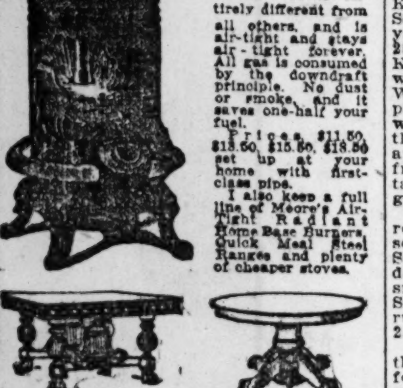 tirely different from
all others, and is
air-tight and stays
air-tight forever.
All gas is consumed
by the downdraft
principle. No dust
or smoke, and it
saves one-half your
fuel.
Prices, $11.50,
$13.50, $15.50, $18.50
set up at your
home with first-
class pipe.
I also keep a full
line of Moore's Air-
Tight Radiant
Home Base Burners,
Quick Meal Steel
Ranges and plenty
of cheaper stoves.